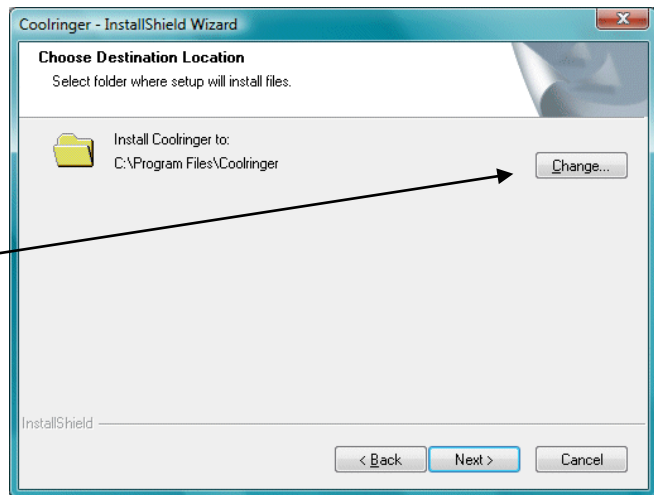 Coolringer - InstallShield Wizard
Choose Destination Location
Select folder where setup will install files.
Install Coolringer to:
C:\Program Files\Coolringer
Change...
InstallShield
< Back Next > Cancel